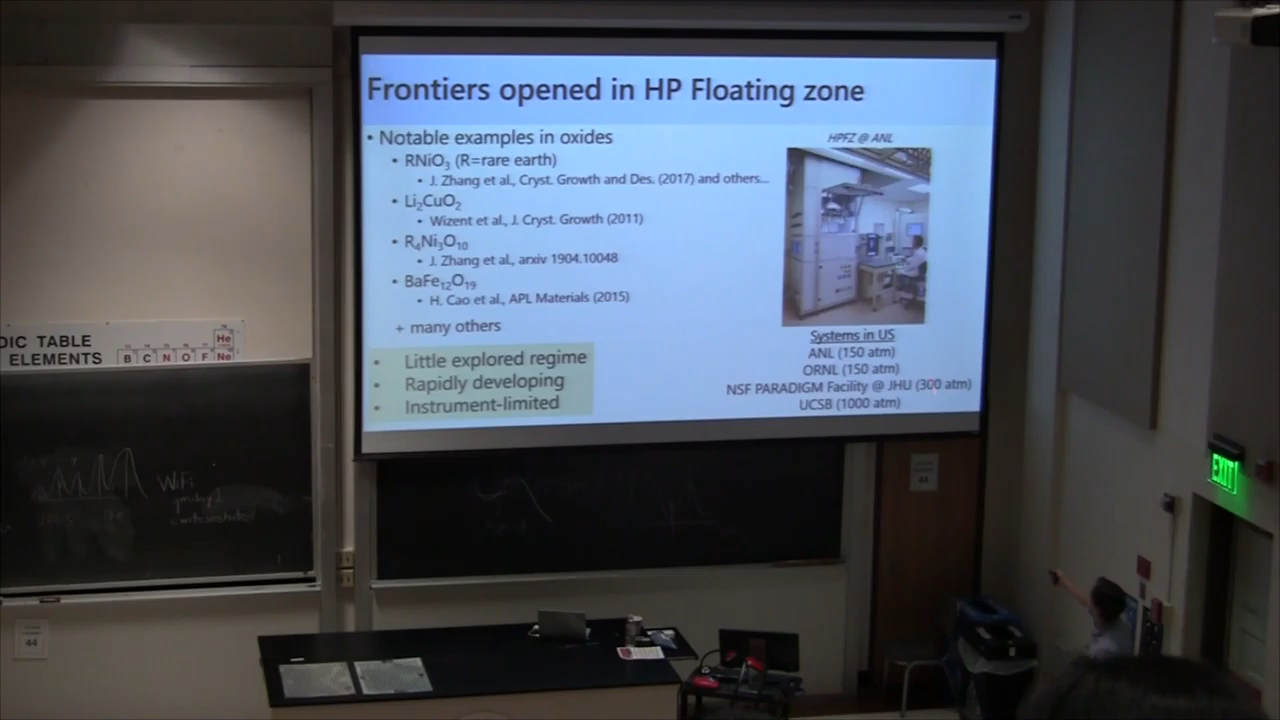 Frontiers opened in HP Floating zone
• Notable examples in oxides
• RNiO₃ (R=rare earth)
• J. Zhang et al., Cryst. Growth and Des. (2017) and others...
• Li₂CuO₂
• Wizent et al., J. Cryst. Growth (2011)
• R₄Ni₃O₁₀
• J. Zhang et al., arxiv 1904.10048
• BaFe₁₂O₁₉
• H. Cao et al., APL Materials (2015)
+ many others
• Little explored regime
• Rapidly developing
• Instrument-limited
HPFZ @ ANL
Systems in US
ANL (150 atm)
ORNL (150 atm)
NSF PARADIGM Facility @ JHU (300 atm)
UCSB (1000 atm)
DIC TABLE
ELEMENTS
He
B C N O F Ne
WiFi
EXIT
44
44